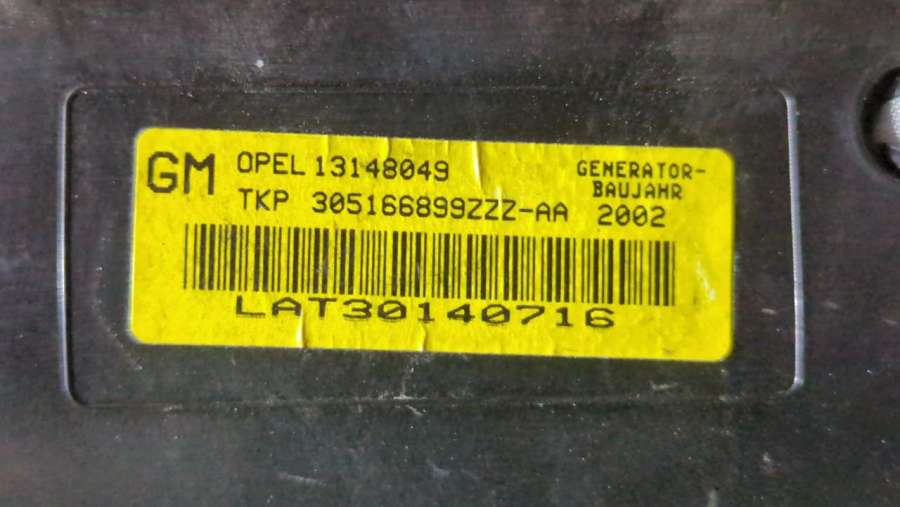 GM OPEL 13148049 GENERATOR-
BAUJAHR
TKP 305166899ZZZ-AA 2002
LAT30140716